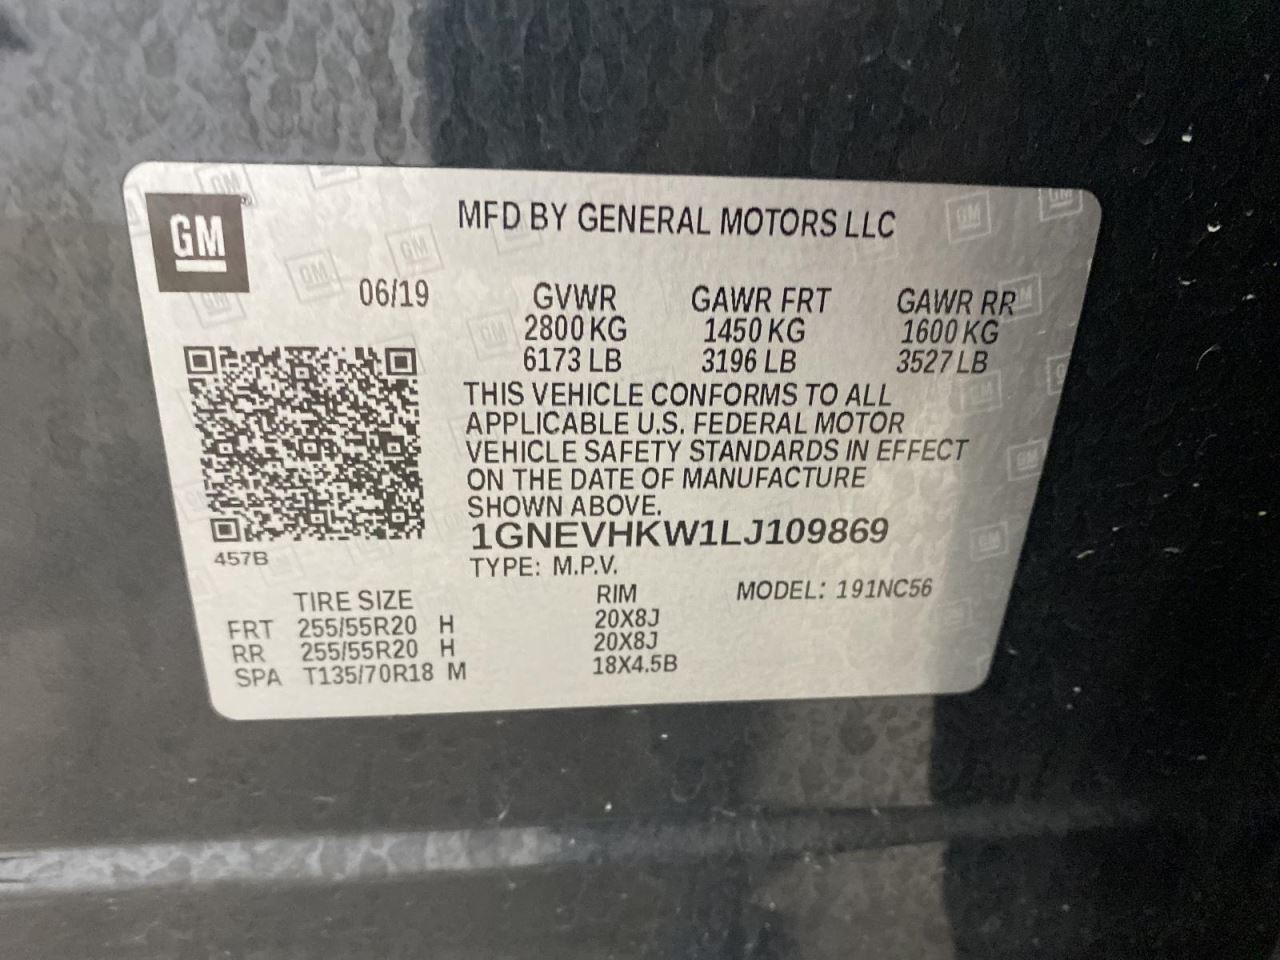 GM
MFD BY GENERAL MOTORS LLC
06/19 GVWR GAWR FRT GAWR RR
2800 KG 1450 KG 1600 KG
6173 LB 3196 LB 3527 LB
THIS VEHICLE CONFORMS TO ALL
APPLICABLE U.S. FEDERAL MOTOR
VEHICLE SAFETY STANDARDS IN EFFECT
ON THE DATE OF MANUFACTURE
SHOWN ABOVE.
1GNEVHKW1LJ109869
457B
TYPE: M.P.V.
TIRE SIZE RIM MODEL: 191NC56
FRT 255/55R20 H 20X8J
RR 255/55R20 H 20X8J
SPA T135/70R18 M 18X4.5B